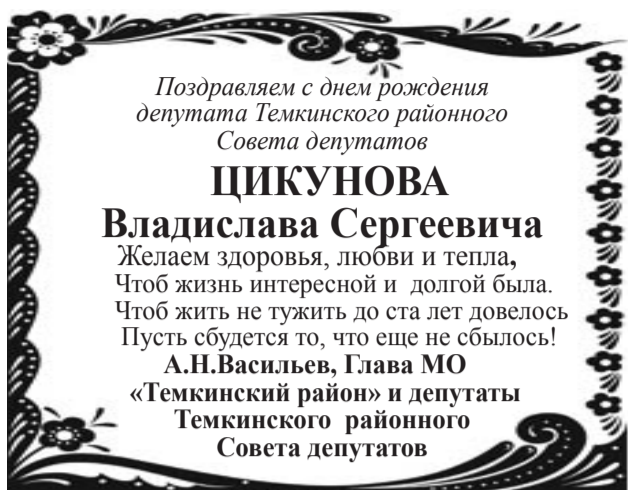 Поздравляем с днем рождения
депутата Темкинского районного
Совета депутатов
ЦИКУНОВА
Владислава Сергеевича
Желаем здоровья, любви и тепла,
Чтоб жизнь интересной и долгой была.
Чтоб жить не тужить до ста лет довелось
Пусть сбудется то, что еще не сбылось!
А.Н.Васильев, Глава МО
«Темкинский район» и депутаты
Темкинского районного
Совета депутатов